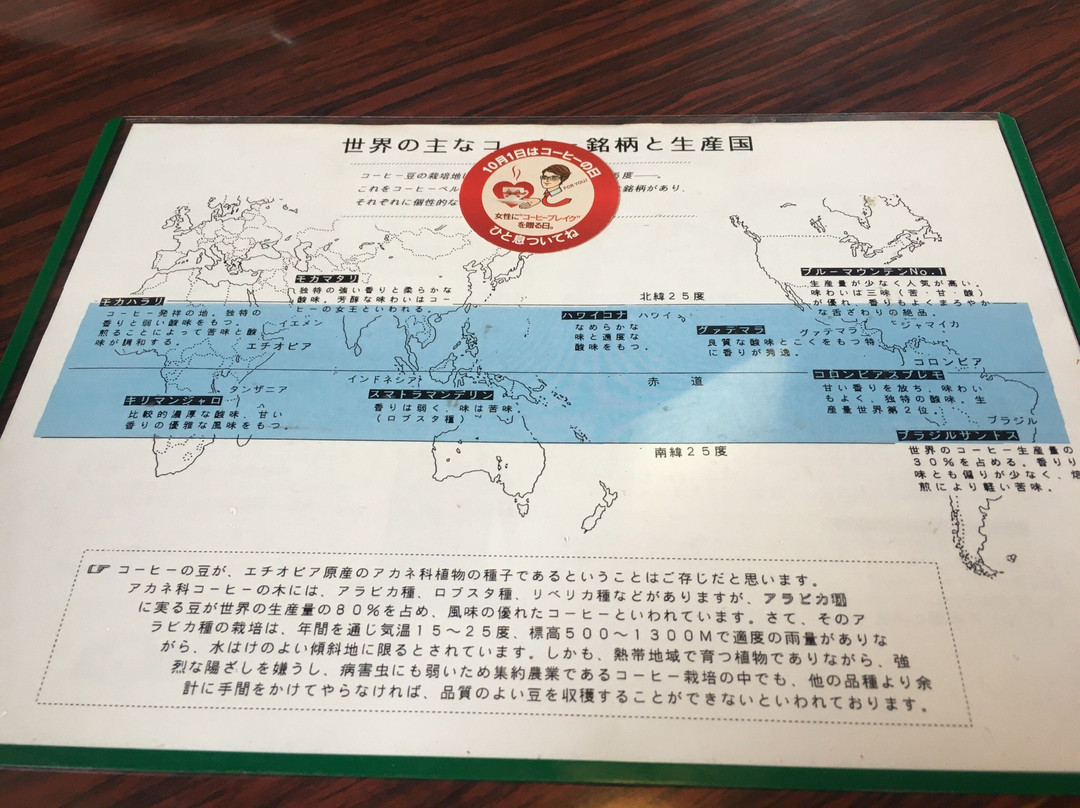 世界の主なコ 銘柄と生産国
コーヒー豆の栽培地 度――。
これをコーヒーベル な銘柄があり、
それぞれに個性的な
10月1日はコーヒーの日
FOR YOU!
女性に"コーヒーブレイク"
を贈る日。
ひと息ついてね
モカマタリ
独特の強い香りと柔らかな
酸味。芳醇な味わいはコー
ヒーの女王といわれる。
モカハラリ
コーヒー発祥の地。独特の
香りと弱い酸味をもつ。
煎ることによって苦味と酸
味が調和する。
イエメン
エチオピア
タンザニア
キリマンジャロ
比較的濃厚な酸味、甘い
香りの優雅な風味をもつ。
インドネシア
スマトラマンデリン
香りは弱く、味は苦味。
(ロブスタ種)
北緯25度
ハワイコナ
ハワイ
なめらかな
味と適度な
酸味をもつ。
グァテマラ
グァテマラ
良質な酸味とこくをもつ特
に香りが秀逸。
赤道
南緯25度
ブルーマウンテンNo.1
生産量が少なく人気が高い。
味わいは三味(苦・甘・酸)
が優れ、香りもよくまろやか
な舌ざわりの絶品。
ジャマイカ
コロンビア
コロンビアスプレモ
甘い香りを放ち、味わい
もよく、独特の酸味。生
産量世界第2位。
ブラジル
ブラジルサントス
世界のコーヒー生産量の
30%を占める。香り
味とも偏りが少なく、焙
煎により軽い苦味。
☞ コーヒーの豆が、エチオピア原産のアカネ科植物の種子であるということはご存じだと思います。
アカネ科コーヒーの木には、アラビカ種、ロブスタ種、リベリカ種などがありますが、アラビカ種
に実る豆が世界の生産量の80%を占め、風味の優れたコーヒーといわれています。さて、そのア
ラビカ種の栽培は、年間を通じ気温15〜25度、標高500〜1300Mで適度の雨量がありな
がら、水はけのよい傾斜地に限るとされています。しかも、熱帯地域で育つ植物でありながら、強
烈な陽ざしを嫌うし、病害虫にも弱いため集約農業であるコーヒー栽培の中でも、他の品種より余
計に手間をかけてやらなければ、品質のよい豆を収穫することができないといわれております。